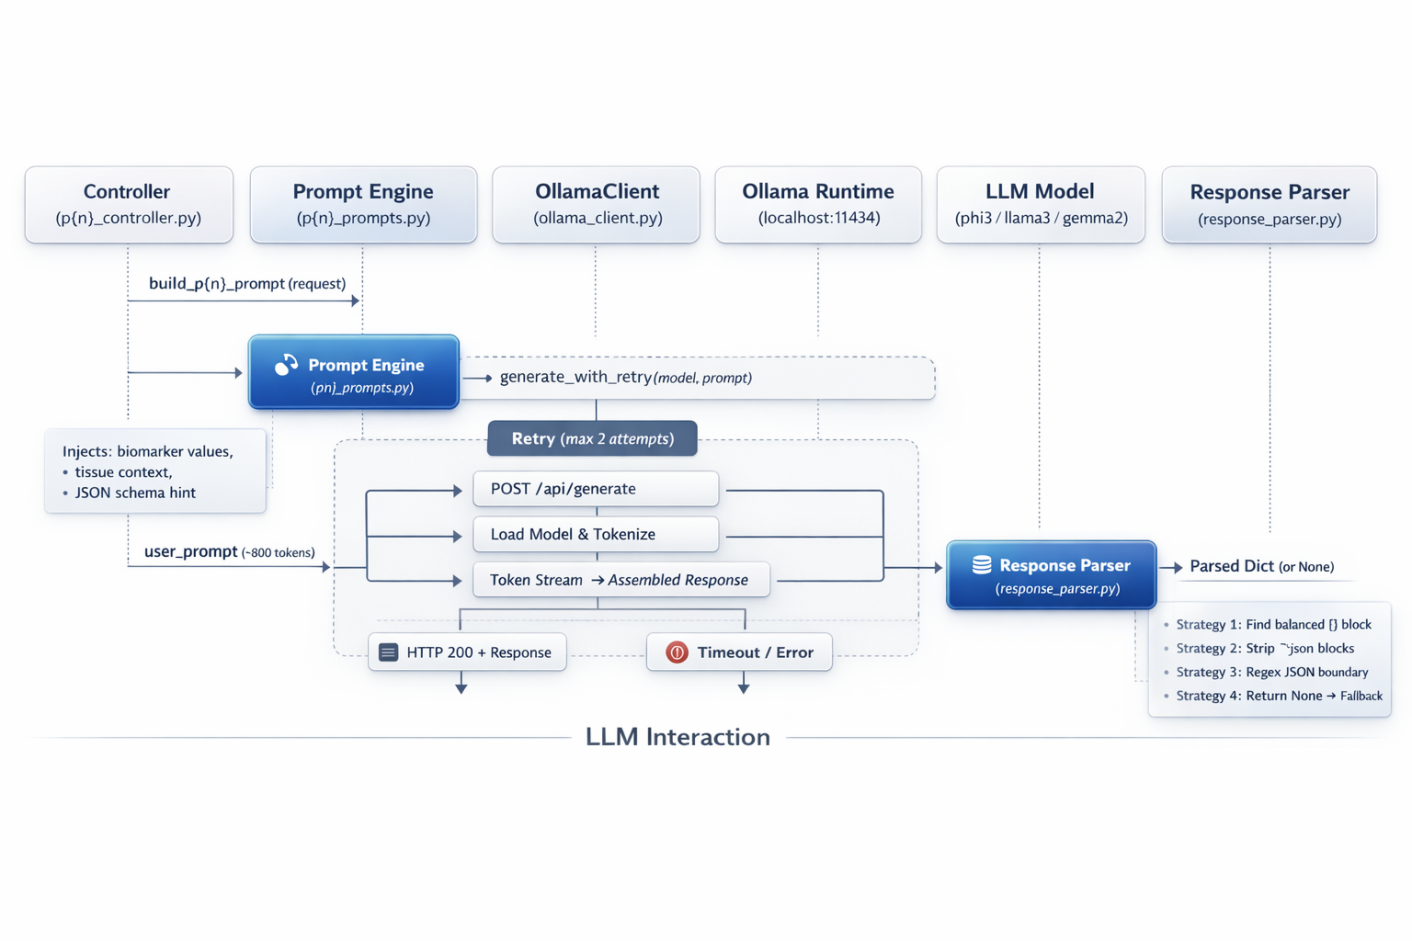 Controller
(p{n}_controller.py)
Prompt Engine
(p{n}_prompts.py)
OllamaClient
(ollama_client.py)
Ollama Runtime
(localhost:11434)
LLM Model
(phi3 / llama3 / gemma2)
Response Parser
(response_parser.py)
build_p{n}_prompt (request)
Prompt Engine
(pn}_prompts.py)
generate_with_retry(model, prompt)
Retry (max 2 attempts)
Injects: biomarker values,
• tissue context,
• JSON schema hint
POST /api/generate
Load Model & Tokenize
Token Stream → Assembled Response
user_prompt (~800 tokens)
Response Parser
(response_parser.py)
Parsed Dict (or None)
• Strategy 1: Find balanced {} block
• Strategy 2: Strip json blocks
• Strategy 3: Regex JSON boundary
• Strategy 4: Return None → Fallback
HTTP 200 + Response
Timeout / Error
LLM Interaction